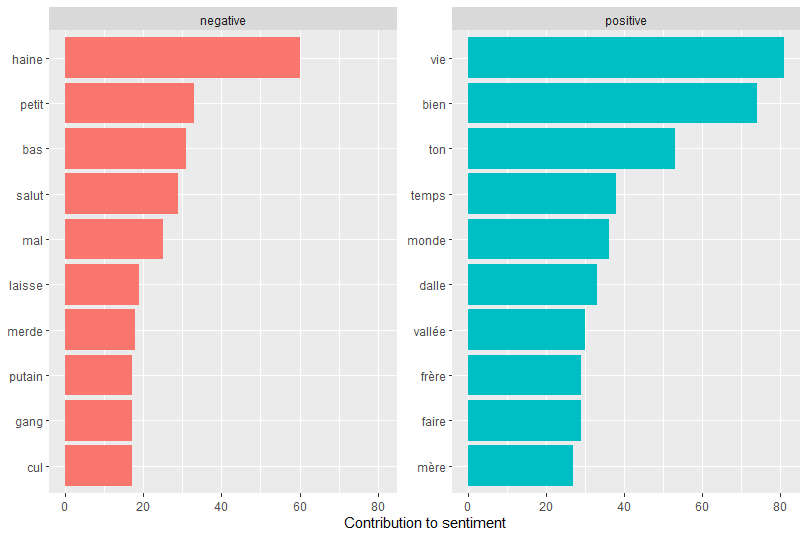 negative
haine
petit
bas
salut
mal
laisse
merde
putain
gang
cul
0 20 40 60 80
positive
vie
bien
ton
temps
monde
dalle
vallée
frère
faire
mère
0 20 40 60 80
Contribution to sentiment